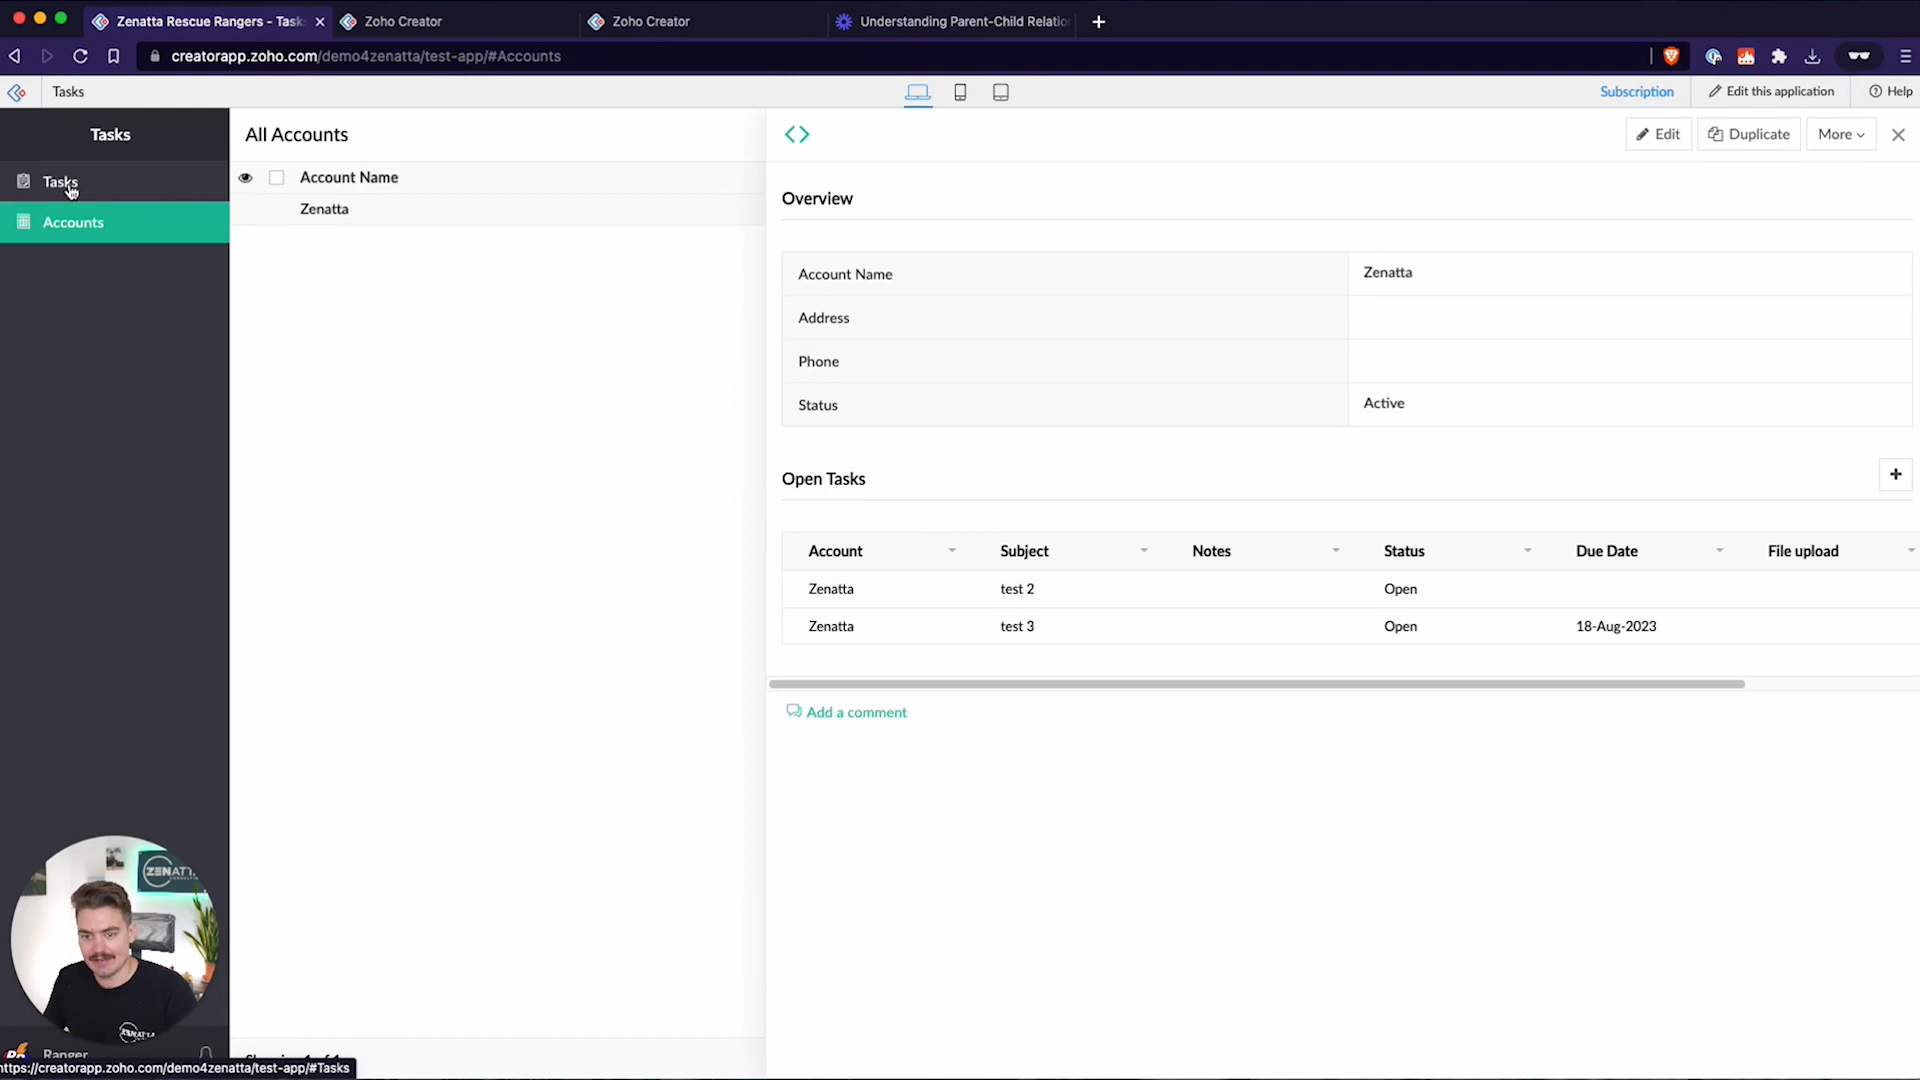 Zenatta Rescue Rangers - Task
Zoho Creator
Zoho Creator
Understanding Parent-Child Relatio
creatorapp.zoho.com/demo4zenatta/test-app/#Accounts
Tasks
Subscription
Edit this application
Help
Tasks
Tasks
Accounts
All Accounts
Account Name
Zenatta
Edit
Duplicate
More
Overview
Account Name Zenatta
Address
Phone
Status Active
Open Tasks
Account Subject Notes Status Due Date File upload
Zenatta test 2 Open
Zenatta test 3 Open 18-Aug-2023
Add a comment
ZENATTA
ZENATTA
Ranger
https://creatorapp.zoho.com/demo4zenatta/test-app/#Tasks